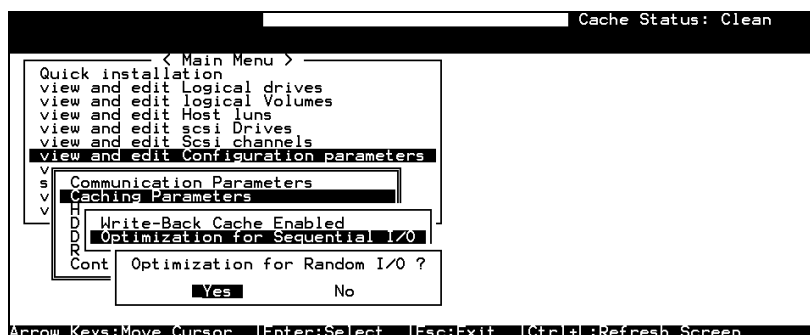 Cache Status: Clean
< Main Menu >
Quick installation
view and edit Logical drives
view and edit logical Volumes
view and edit Host luns
view and edit scsi Drives
view and edit Scsi channels
view and edit Configuration parameters
v
s Communication Parameters
v Caching Parameters
v H
D Write-Back Cache Enabled
D Optimization for Sequential I/O
R
Cont Optimization for Random I/O ?
Yes No
Arrow Keys:Move Cursor |Enter:Select |Esc:Exit |Ctrl+L:Refresh Screen